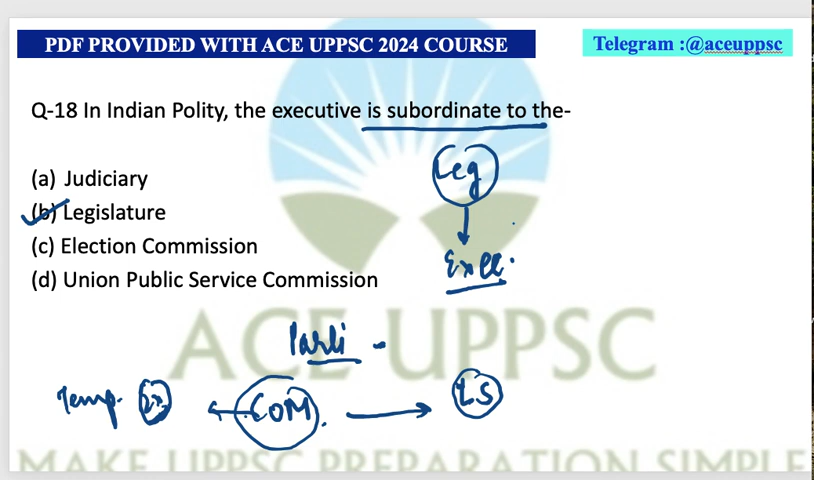 PDF PROVIDED WITH ACE UPPSC 2024 COURSE
Telegram :@aceuppsc
Q-18 In Indian Polity, the executive is subordinate to the-
(a) Judiciary
(b) Legislature
(c) Election Commission
(d) Union Public Service Commission
Leg
Exec.
ACE UPPSC
Parli -
Temp. Ex COM LS
MAKE UPPSC PREPARATION SIMPLE